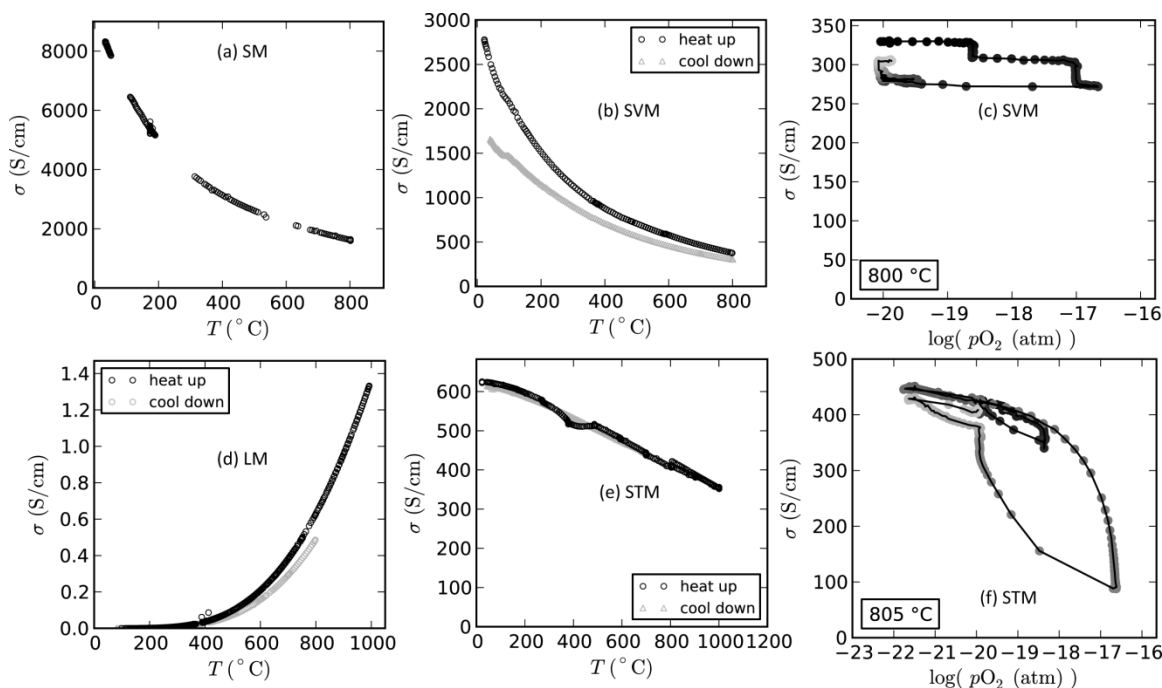 (a) SM
8000
6000
4000
2000
0
σ (S/cm)
0 200 400 600 800
T (°C)
heat up
cool down
(b) SVM
3000
2500
2000
1500
1000
500
0
σ (S/cm)
0 200 400 600 800
T (°C)
350
300
250
200
150
100
50
0
σ (S/cm)
(c) SVM
800 °C
−20 −19 −18 −17 −16
log( pO2 (atm) )
heat up
cool down
(d) LM
1.4
1.2
1.0
0.8
0.6
0.4
0.2
0.0
σ (S/cm)
0 200 400 600 800 1000
T (°C)
600
500
400
300
200
100
0
σ (S/cm)
(e) STM
heat up
cool down
0 200 400 600 800 1000 1200
T (°C)
500
400
300
200
100
0
σ (S/cm)
(f) STM
805 °C
−23 −22 −21 −20 −19 −18 −17 −16
log( pO2 (atm) )